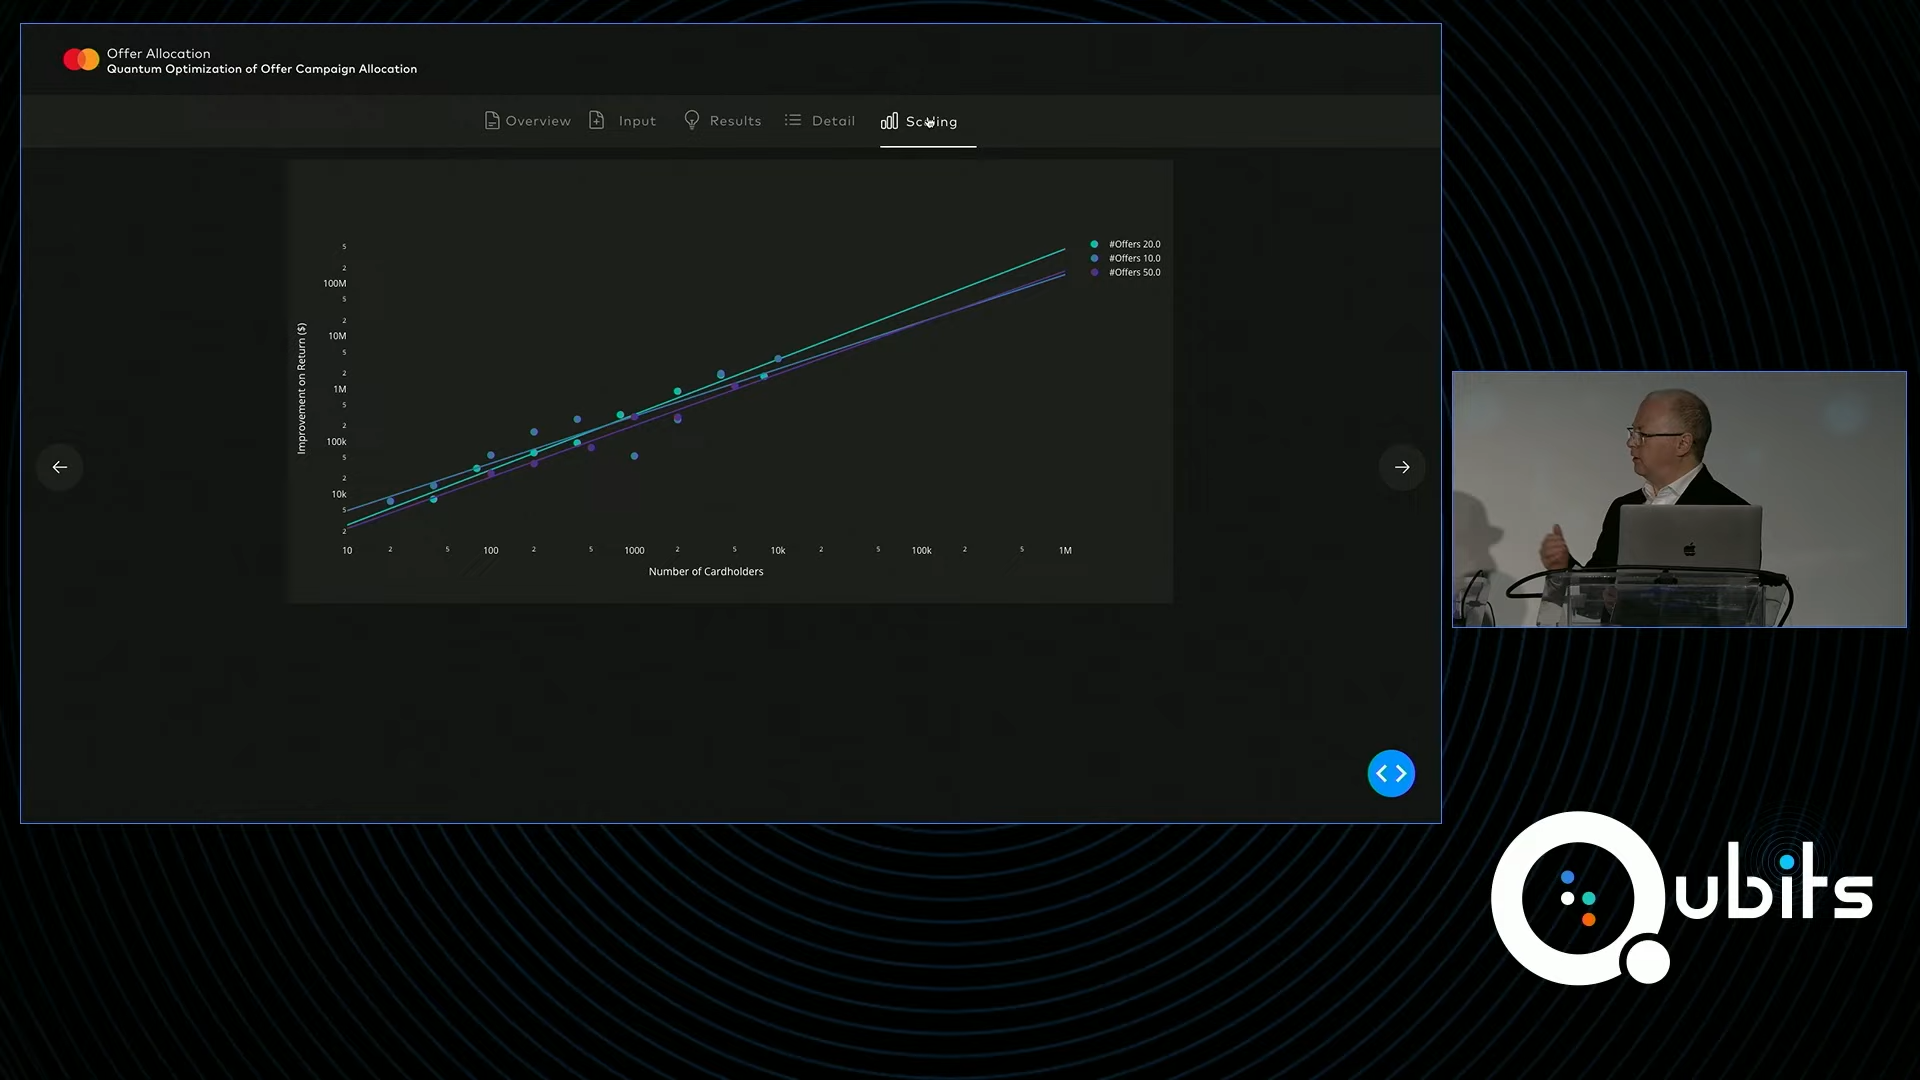 Offer Allocation
Quantum Optimization of Offer Campaign Allocation
Overview
Input
Results
Detail
Scaling
#Offers 20.0
#Offers 10.0
#Offers 50.0
Improvement on Return ($)
5
2
100M
5
2
10M
5
2
1M
5
2
100k
5
2
10k
5
2
10 2 5 100 2 5 1000 2 5 10k 2 5 100k 2 5 1M
Number of Cardholders
Qubits